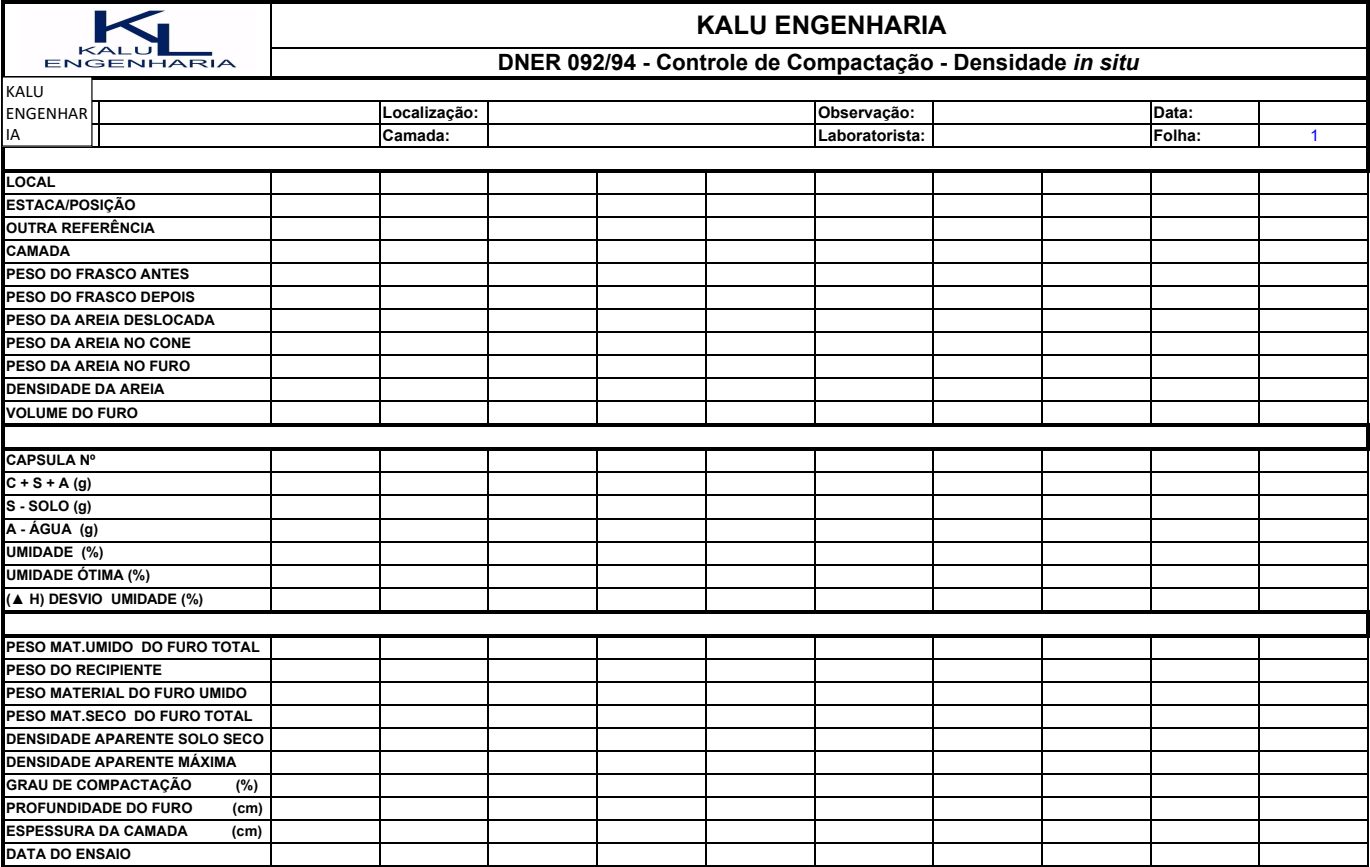 KALU
ENGENHARIA
KALU ENGENHARIA
DNER 092/94 - Controle de Compactação - Densidade in situ
KALU
ENGENHAR
IA
Localização:
Observação:
Data:
Camada:
Laboratorista:
Folha: 1
LOCAL
ESTACA/POSIÇÃO
OUTRA REFERÊNCIA
CAMADA
PESO DO FRASCO ANTES
PESO DO FRASCO DEPOIS
PESO DA AREIA DESLOCADA
PESO DA AREIA NO CONE
PESO DA AREIA NO FURO
DENSIDADE DA AREIA
VOLUME DO FURO
CAPSULA Nº
C + S + A (g)
S - SOLO (g)
A - ÁGUA (g)
UMIDADE (%)
UMIDADE ÓTIMA (%)
(▲ H) DESVIO UMIDADE (%)
PESO MAT.UMIDO DO FURO TOTAL
PESO DO RECIPIENTE
PESO MATERIAL DO FURO UMIDO
PESO MAT.SECO DO FURO TOTAL
DENSIDADE APARENTE SOLO SECO
DENSIDADE APARENTE MÁXIMA
GRAU DE COMPACTAÇÃO (%)
PROFUNDIDADE DO FURO (cm)
ESPESSURA DA CAMADA (cm)
DATA DO ENSAIO